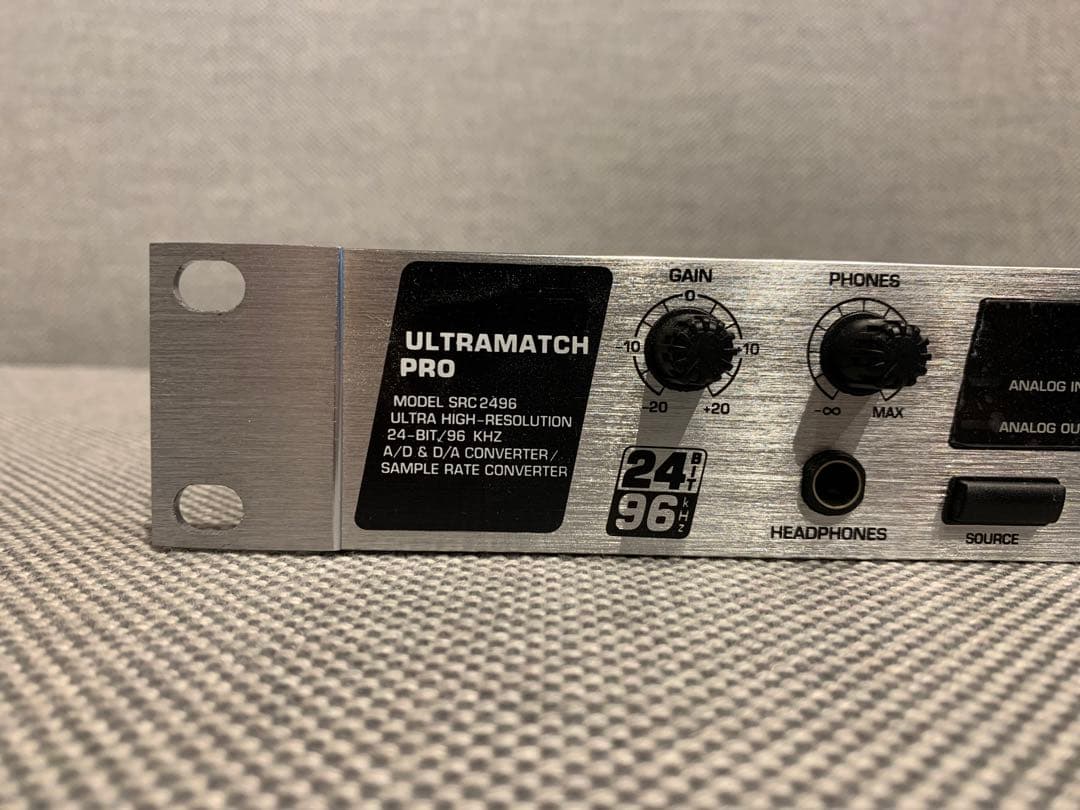 ULTRAMATCH
PRO
MODEL SRC2496
ULTRA HIGH-RESOLUTION
24-BIT/96 KHZ
A/D & D/A CONVERTER/
SAMPLE RATE CONVERTER
GAIN
0
-10
10
-20
+20
24 BIT
96 kHz
PHONES
-∞
MAX
HEADPHONES
ANALOG IN
ANALOG OU
SOURCE